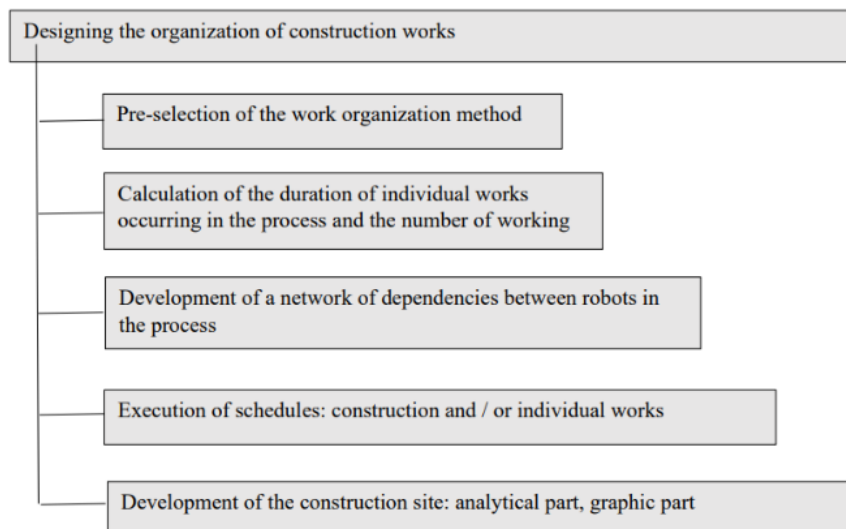 Designing the organization of construction works
Pre-selection of the work organization method
Calculation of the duration of individual works
occurring in the process and the number of working
Development of a network of dependencies between robots in
the process
Execution of schedules: construction and / or individual works
Development of the construction site: analytical part, graphic part